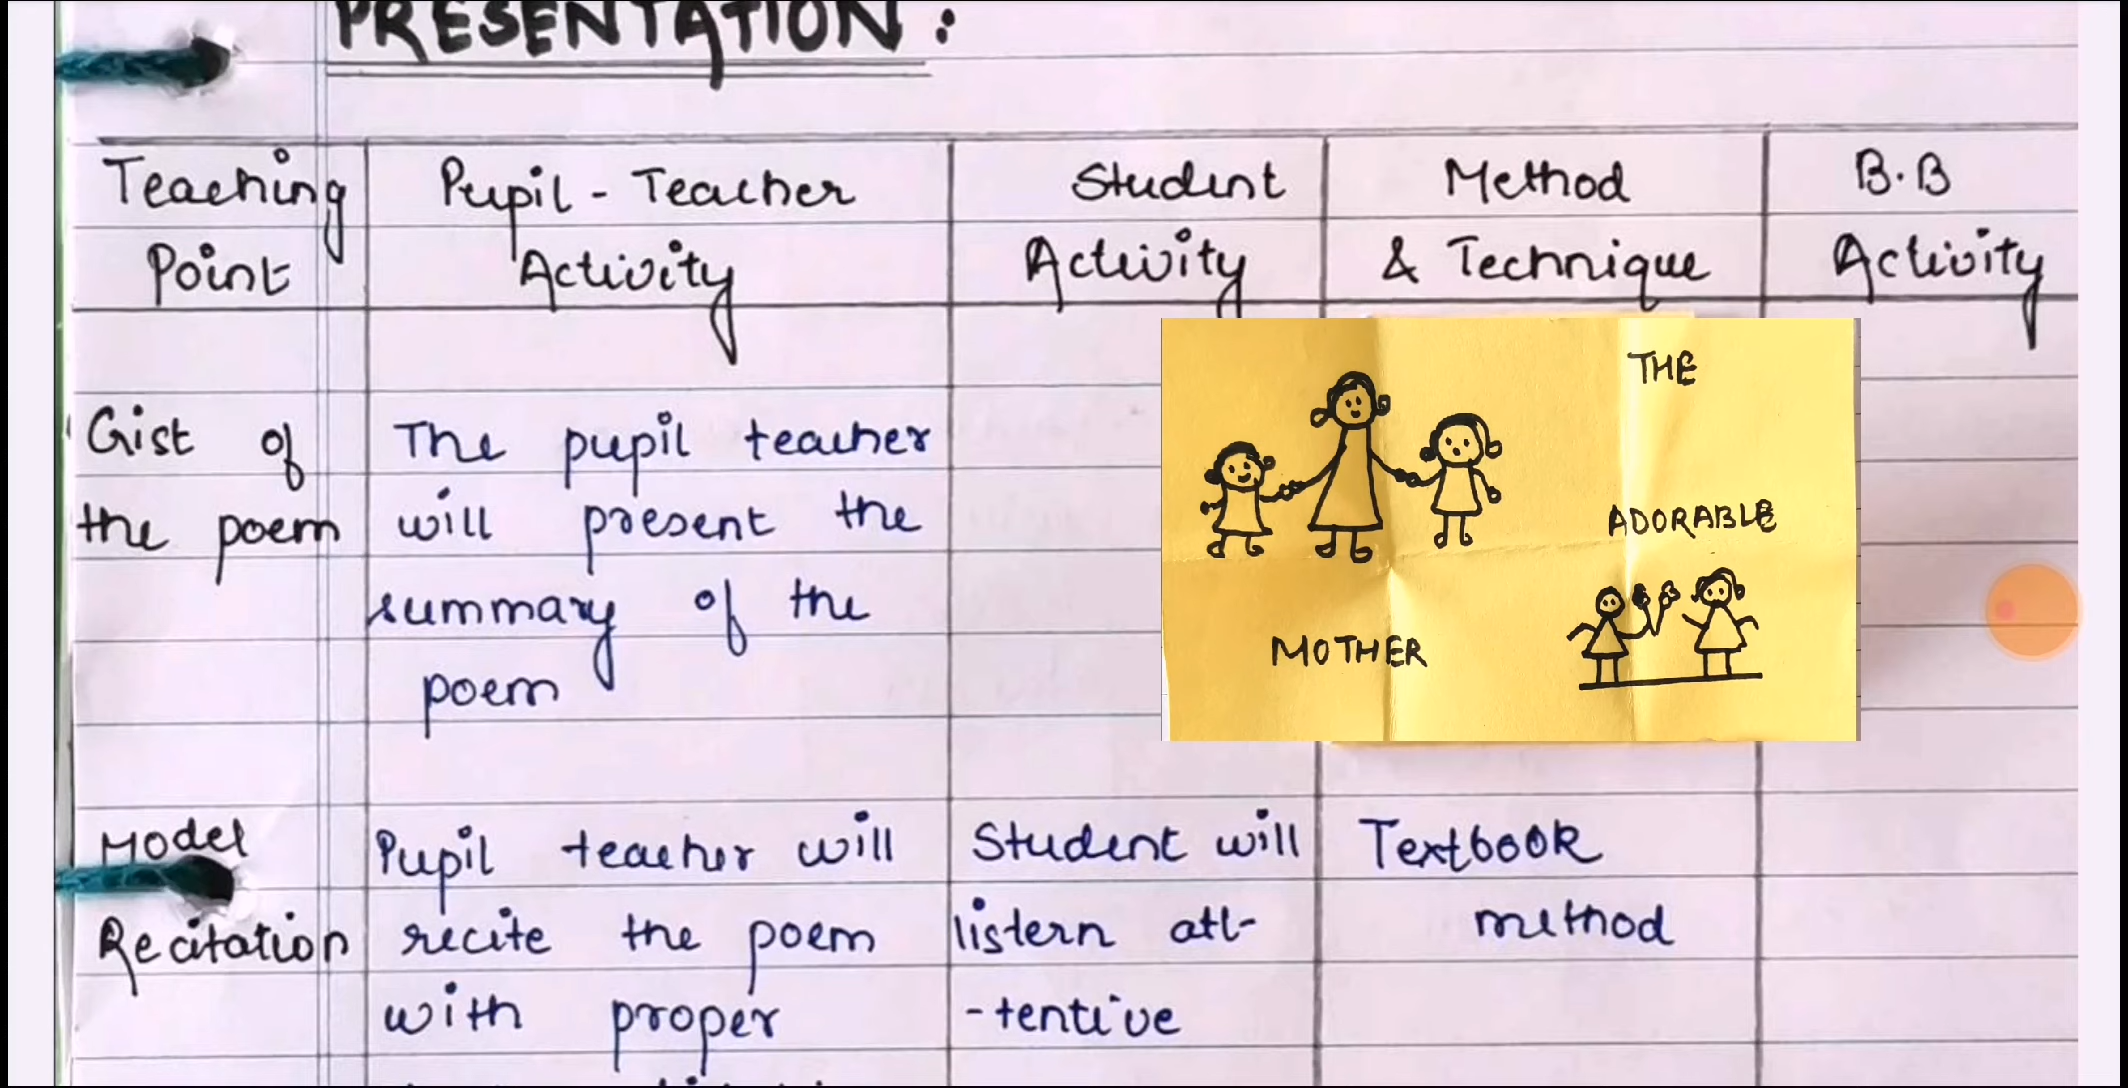 PRESENTATION :
Teaching
Point
Pupil - Teacher
Activity
Student
Activity
Method
& Technique
B.B
Activity
Gist of
the poem
The pupil teacher
will present the
summary of the
poem
THE
ADORABLE
MOTHER
Model
Recitation
Pupil teacher will
recite the poem
with proper
Student will
listern att-
-tentive
Textbook
method